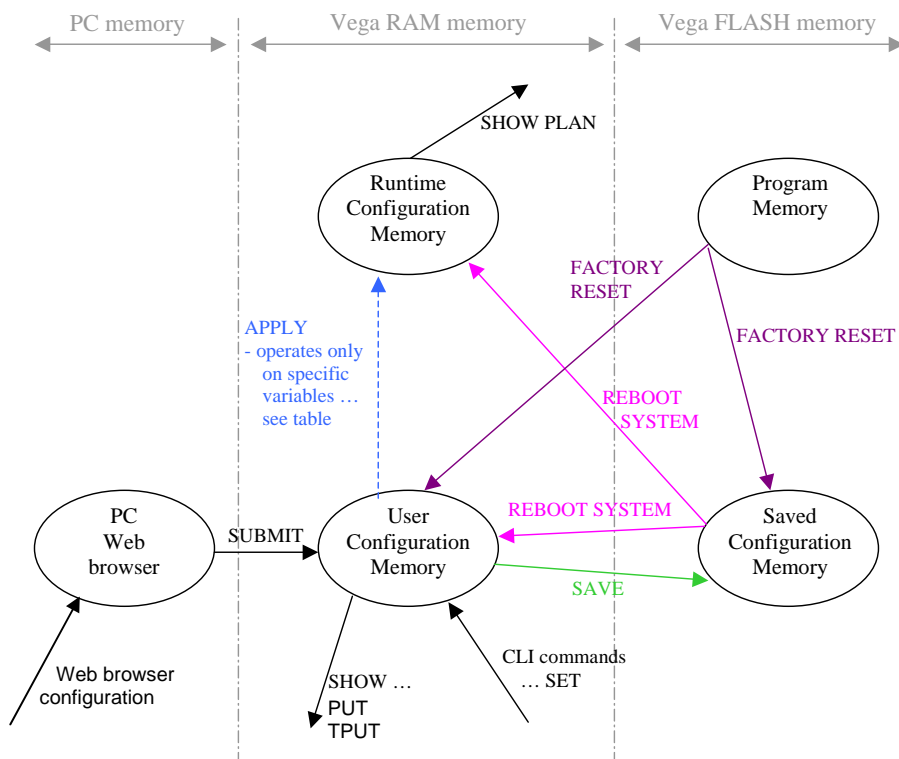 PC memory
Vega RAM memory
Vega FLASH memory
SHOW PLAN
Runtime
Configuration
Memory
Program
Memory
FACTORY
RESET
APPLY
- operates only
on specific
variables …
see table
FACTORY RESET
REBOOT
SYSTEM
PC
Web
browser
SUBMIT
User
Configuration
Memory
REBOOT SYSTEM
Saved
Configuration
Memory
SAVE
Web browser
configuration
SHOW …
PUT
TPUT
CLI commands
… SET